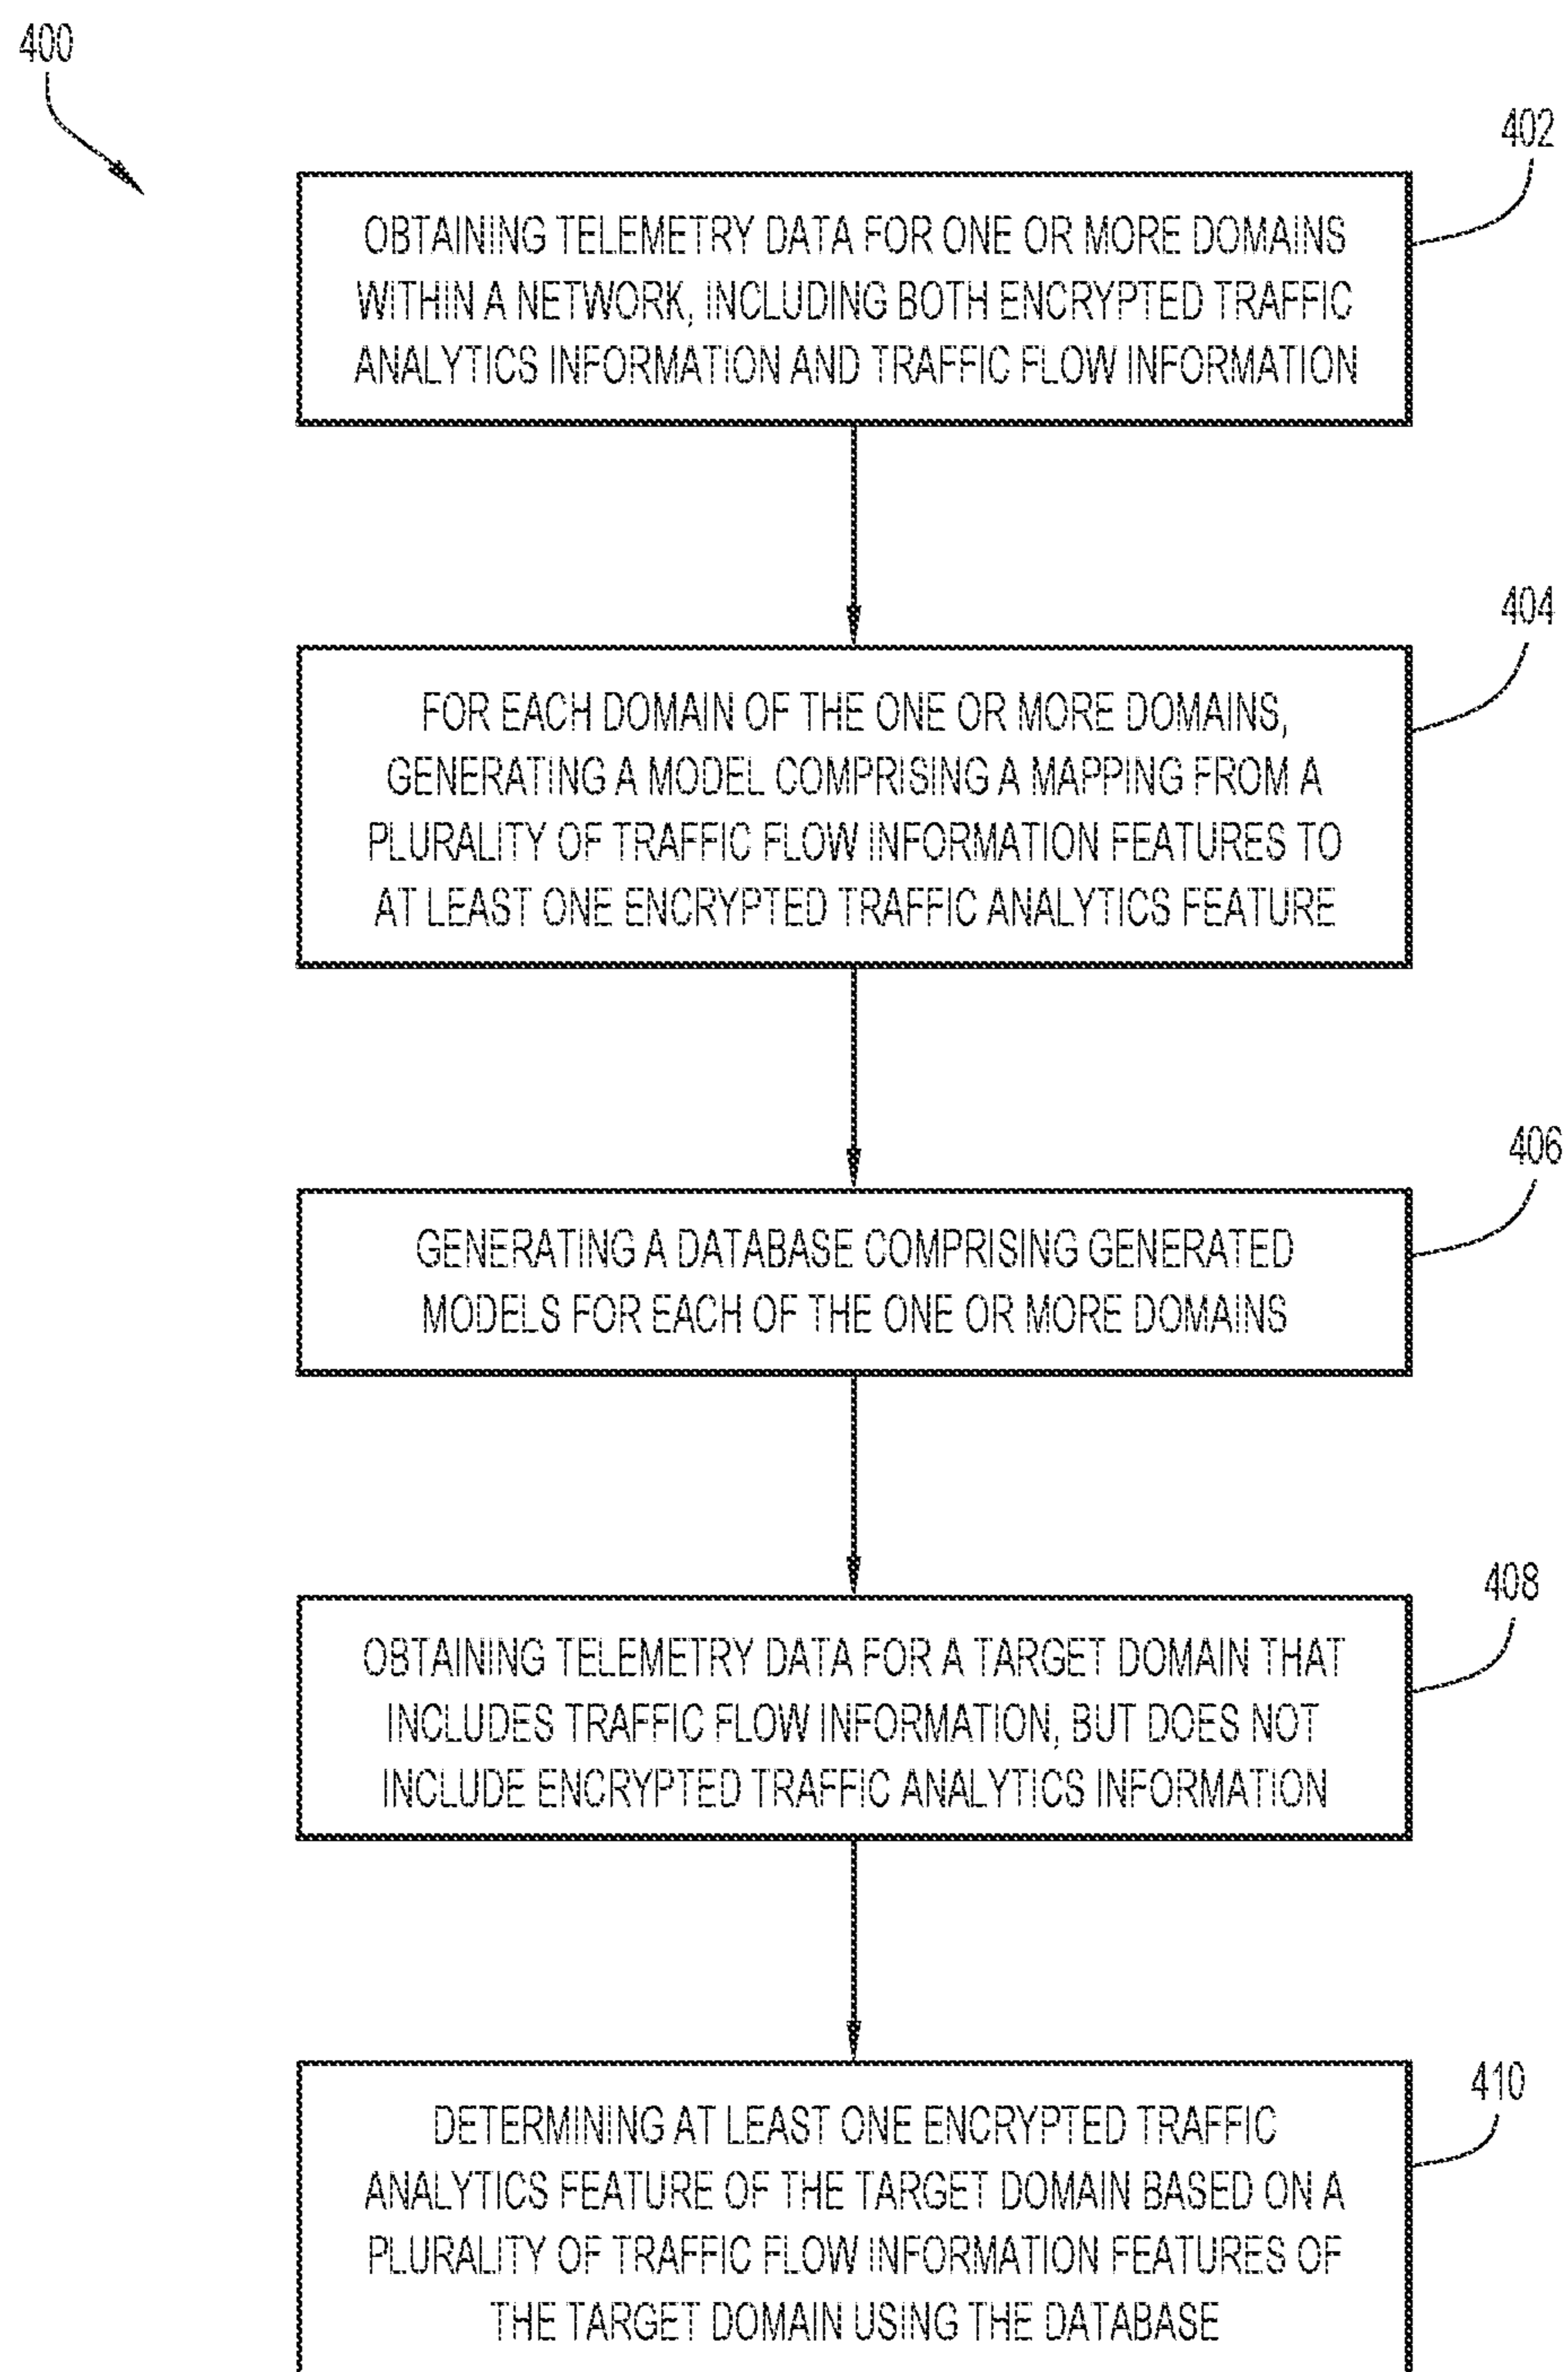 400
402
OBTAINING TELEMETRY DATA FOR ONE OR MORE DOMAINS
WITHIN A NETWORK, INCLUDING BOTH ENCRYPTED TRAFFIC
ANALYTICS INFORMATION AND TRAFFIC FLOW INFORMATION
404
FOR EACH DOMAIN OF THE ONE OR MORE DOMAINS,
GENERATING A MODEL COMPRISING A MAPPING FROM A
PLURALITY OF TRAFFIC FLOW INFORMATION FEATURES TO
AT LEAST ONE ENCRYPTED TRAFFIC ANALYTICS FEATURE
406
GENERATING A DATABASE COMPRISING GENERATED
MODELS FOR EACH OF THE ONE OR MORE DOMAINS
408
OBTAINING TELEMETRY DATA FOR A TARGET DOMAIN THAT
INCLUDES TRAFFIC FLOW INFORMATION, BUT DOES NOT
INCLUDE ENCRYPTED TRAFFIC ANALYTICS INFORMATION
410
DETERMINING AT LEAST ONE ENCRYPTED TRAFFIC
ANALYTICS FEATURE OF THE TARGET DOMAIN BASED ON A
PLURALITY OF TRAFFIC FLOW INFORMATION FEATURES OF
THE TARGET DOMAIN USING THE DATABASE